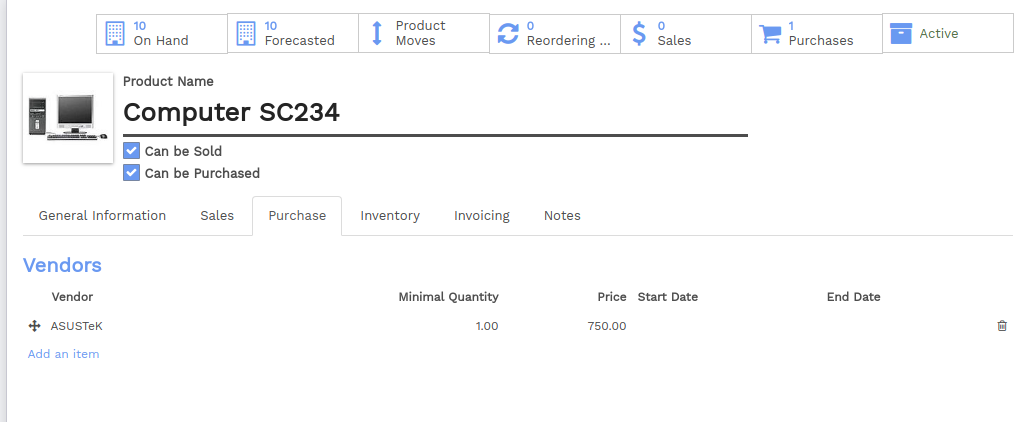 10
On Hand
10
Forecasted
Product
Moves
0
Reordering ...
0
Sales
1
Purchases
Active
Product Name
Computer SC234
Can be Sold
Can be Purchased
General Information Sales Purchase Inventory Invoicing Notes
Vendors
Vendor Minimal Quantity Price Start Date End Date
ASUSTeK 1.00 750.00
Add an item